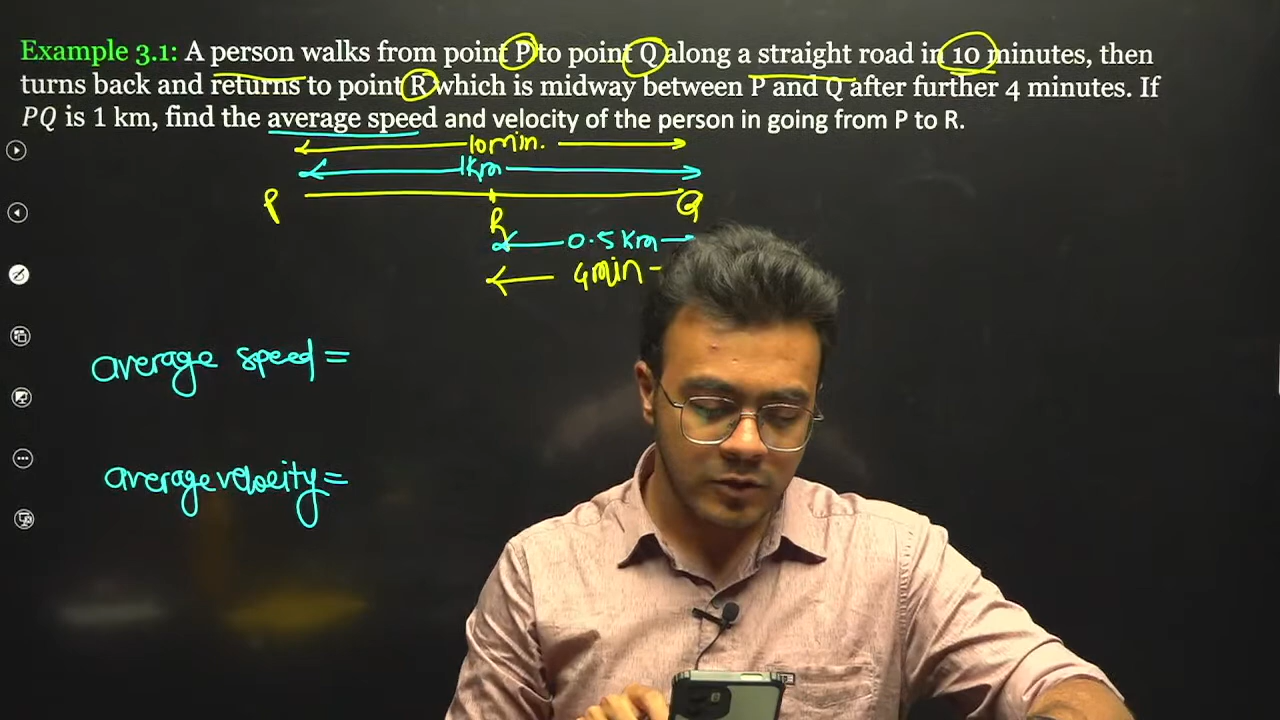 Example 3.1: A person walks from point P to point Q along a straight road in 10 minutes, then
turns back and returns to point R which is midway between P and Q after further 4 minutes. If
PQ is 1 km, find the average speed and velocity of the person in going from P to R.
10min.
1Km
P
Q
R
0.5 Km
4min
average speed =
average velocity =